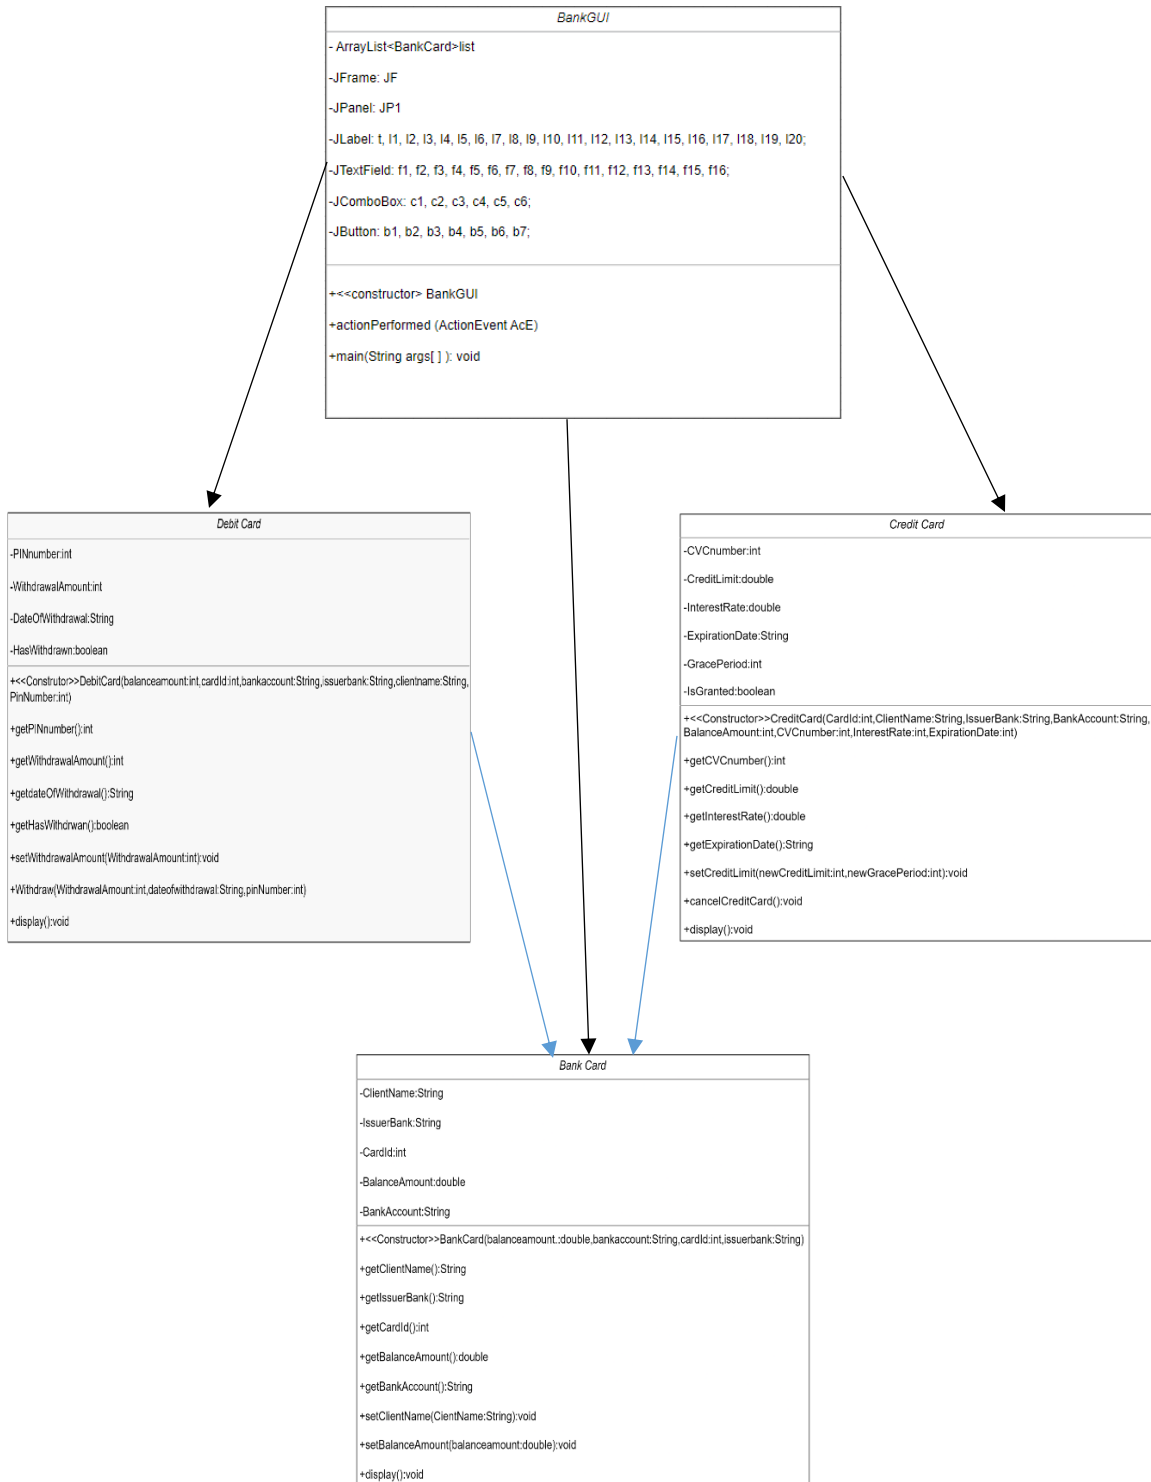 BankGUI
- ArrayList<BankCard>list
-JFrame: JF
-JPanel: JP1
-JLabel: t, l1, l2, l3, l4, l5, l6, l7, l8, l9, l10, l11, l12, l13, l14, l15, l16, l17, l18, l19, l20;
-JTextField: f1, f2, f3, f4, f5, f6, f7, f8, f9, f10, f11, f12, f13, f14, f15, f16;
-JComboBox: c1, c2, c3, c4, c5, c6;
-JButton: b1, b2, b3, b4, b5, b6, b7;
+<<constructor> BankGUI
+actionPerformed (ActionEvent AcE)
+main(String args[ ] ): void
Debit Card
-PINnumber:int
-WithdrawalAmount:int
-DateOfWithdrawal:String
-HasWithdrawn:boolean
+<<Construtor>>DebitCard(balanceamount:int,cardId:int,bankaccount:String,issuerbank:String,clientname:String,
PinNumber:int)
+getPINnumber():int
+getWithdrawalAmount():int
+getdateOfWithdrawal():String
+getHasWithdrwan():boolean
+setWithdrawalAmount(WithdrawalAmount:int):void
+Withdraw(WithdrawalAmount:int,dateofwithdrawal:String,pinNumber:int)
+display():void
Credit Card
-CVCnumber:int
-CreditLimit:double
-InterestRate:double
-ExpirationDate:String
-GracePeriod:int
-IsGranted:boolean
+<<Constructor>>CreditCard(CardId:int,ClientName:String,IssuerBank:String,BankAccount:String,
BalanceAmount:int,CVCnumber:int,InterestRate:int,ExpirationDate:int)
+getCVCnumber():int
+getCreditLimit():double
+getInterestRate():double
+getExpirationDate():String
+setCreditLimit(newCreditLimit:int,newGracePeriod:int):void
+cancelCreditCard():void
+display():void
Bank Card
-ClientName:String
-IssuerBank:String
-CardId:int
-BalanceAmount:double
-BankAccount:String
+<<Constructor>>BankCard(balanceamount.:double,bankaccount:String,cardId:int,issuerbank:String)
+getClientName():String
+getIssuerBank():String
+getCardId():int
+getBalanceAmount():double
+getBankAccount():String
+setClientName(CientName:String):void
+setBalanceAmount(balanceamount:double):void
+display():void